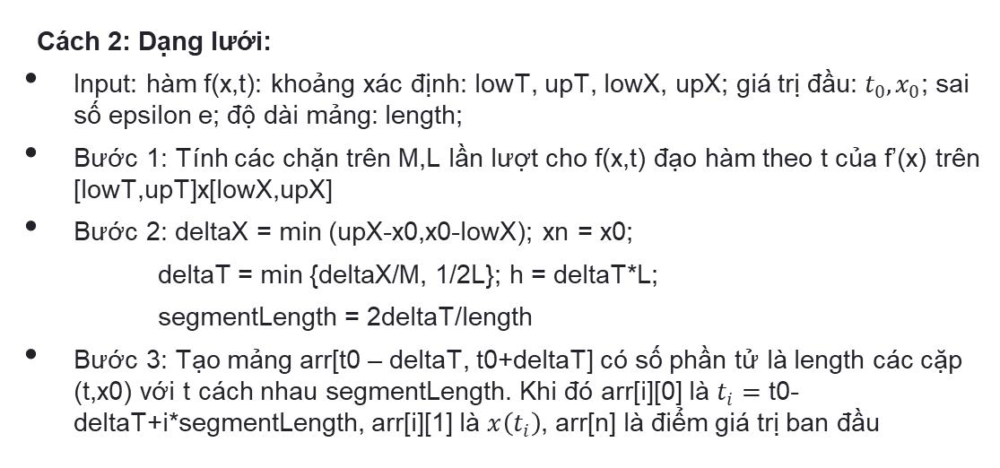 Cách 2: Dạng lưới:
• Input: hàm f(x,t): khoảng xác định: lowT, upT, lowX, upX; giá trị đầu: 𝑡₀, 𝑥₀; sai
số epsilon e; độ dài mảng: length;
• Bước 1: Tính các chặn trên M,L lần lượt cho f(x,t) đạo hàm theo t của f’(x) trên
[lowT,upT]x[lowX,upX]
• Bước 2: deltaX = min (upX-x0,x0-lowX); xn = x0;
deltaT = min {deltaX/M, 1/2L}; h = deltaT*L;
segmentLength = 2deltaT/length
• Bước 3: Tạo mảng arr[t0 – deltaT, t0+deltaT] có số phần tử là length các cặp
(t,x0) với t cách nhau segmentLength. Khi đó arr[i][0] là 𝑡ᵢ = t0-
deltaT+i*segmentLength, arr[i][1] là 𝑥(𝑡ᵢ), arr[n] là điểm giá trị ban đầu